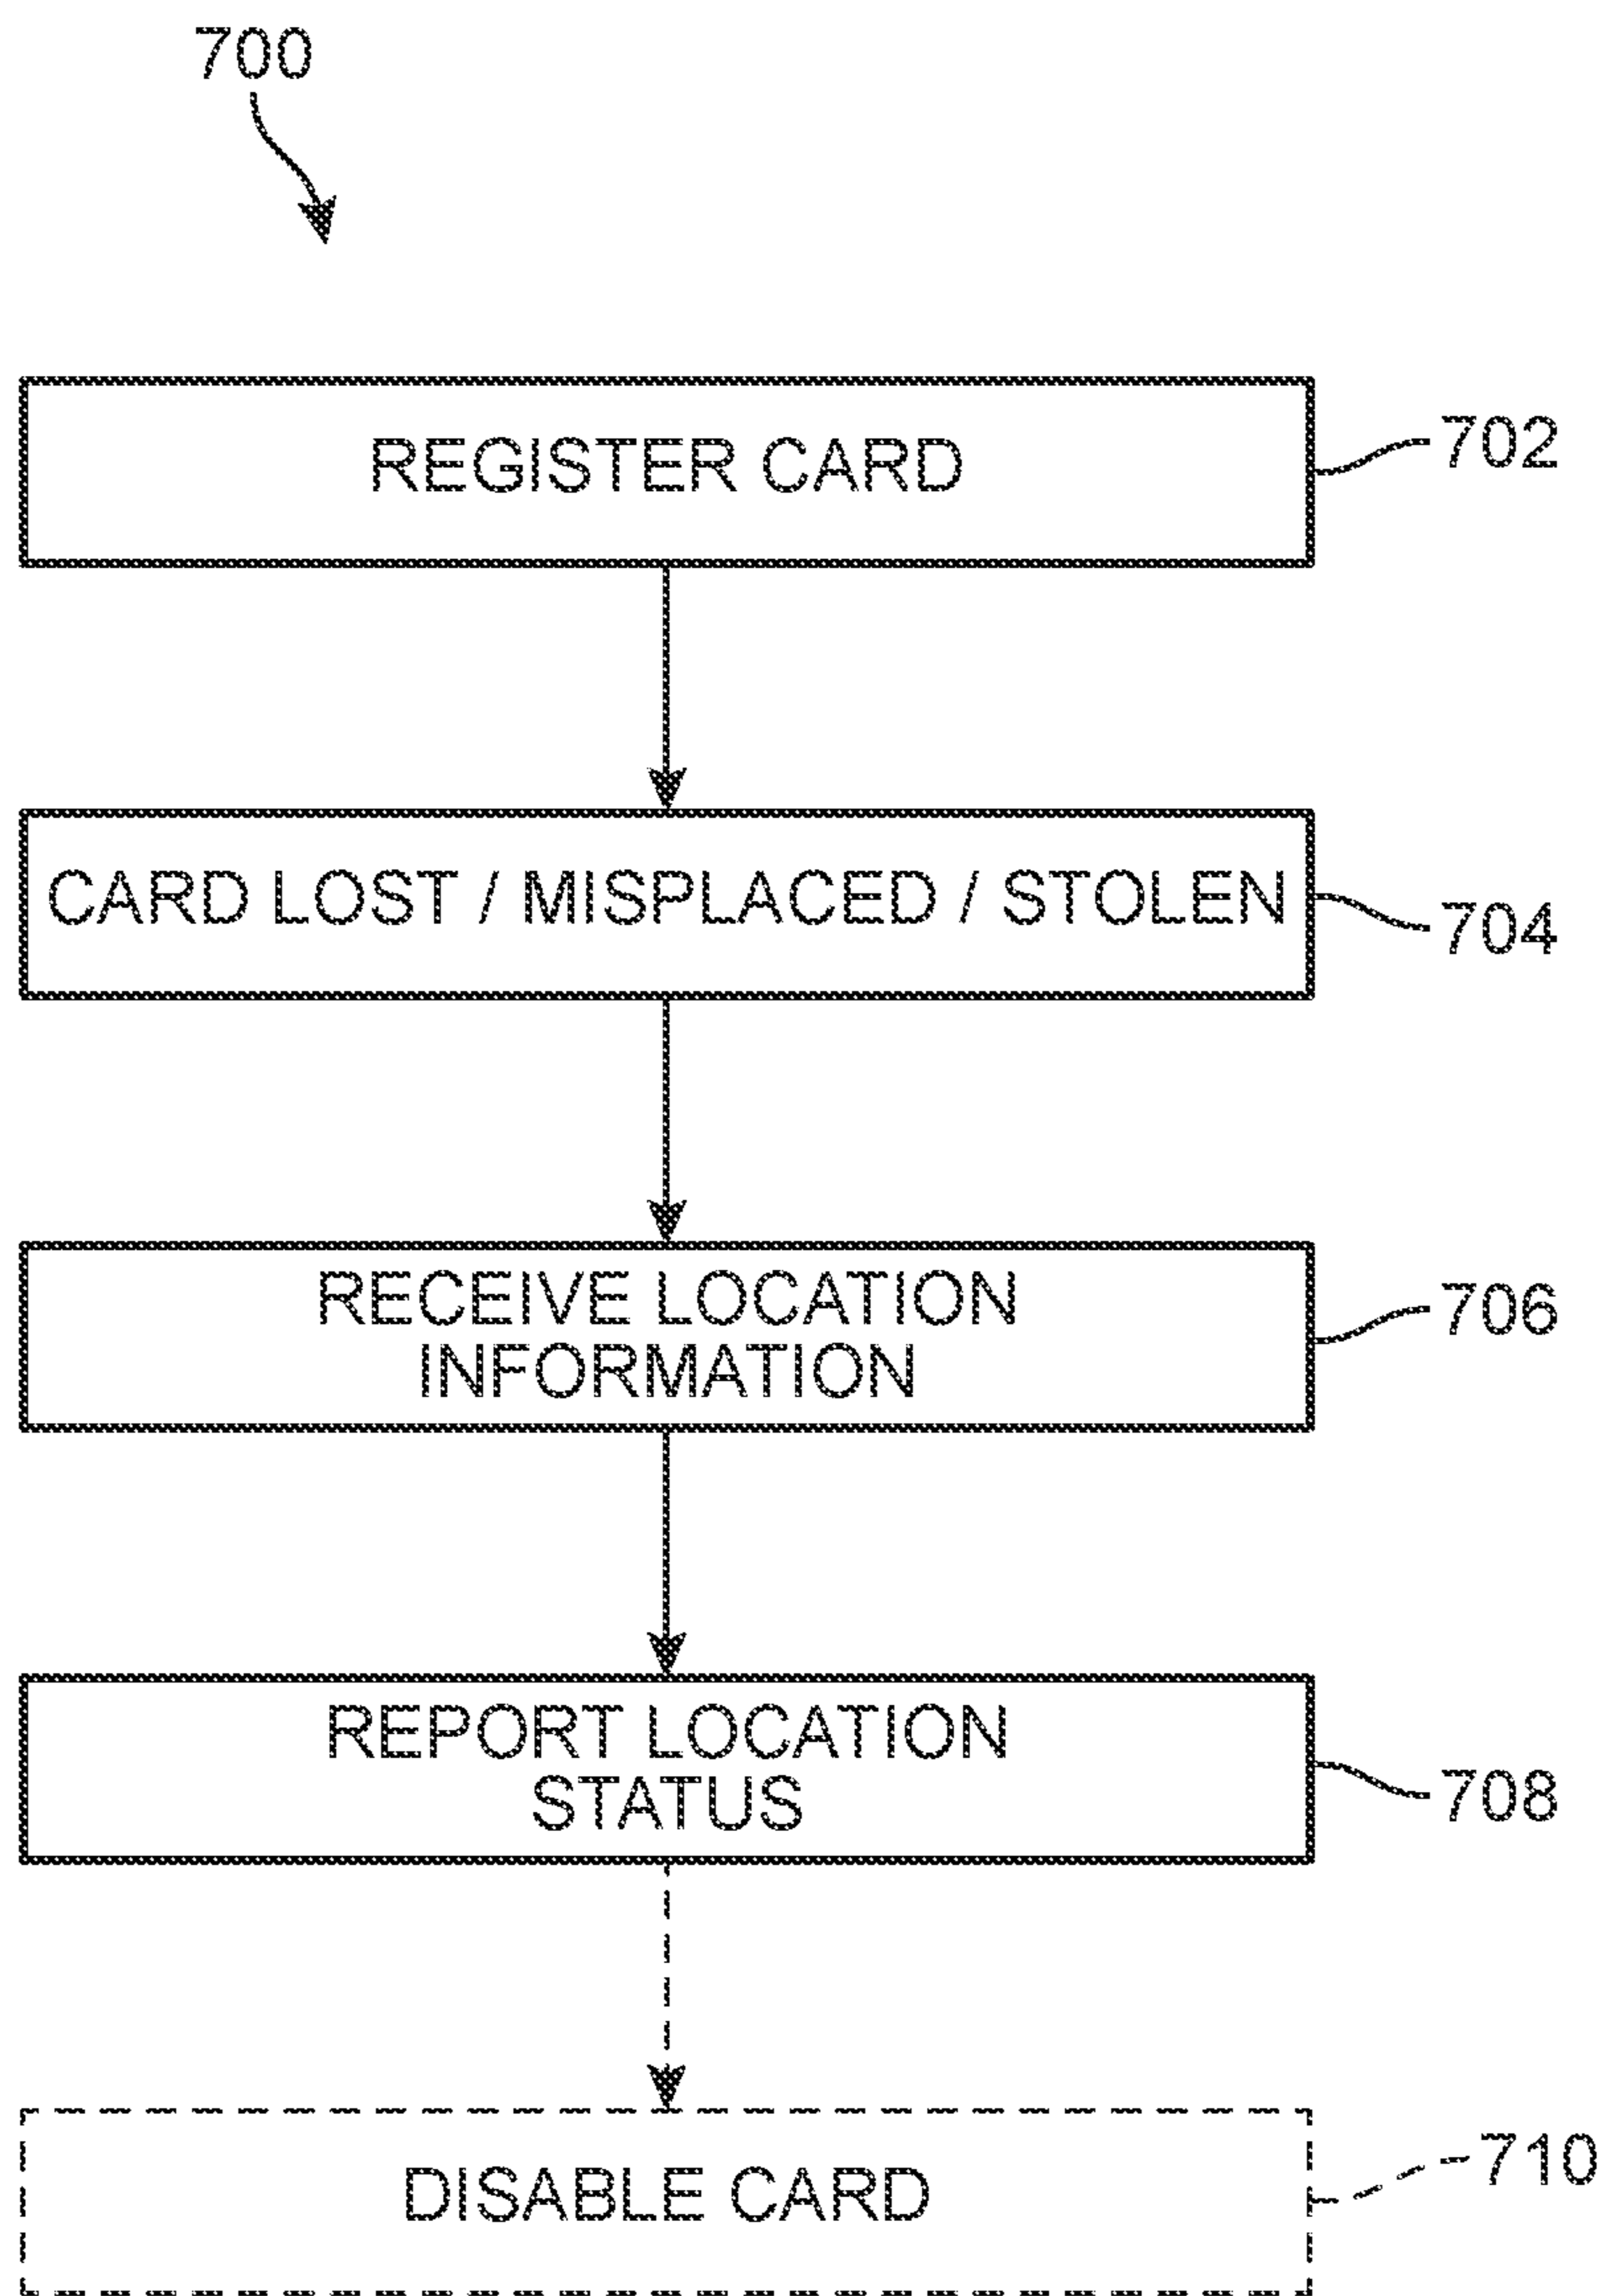 700
REGISTER CARD
702
CARD LOST / MISPLACED / STOLEN
704
RECEIVE LOCATION
INFORMATION
706
REPORT LOCATION
STATUS
708
DISABLE CARD
710